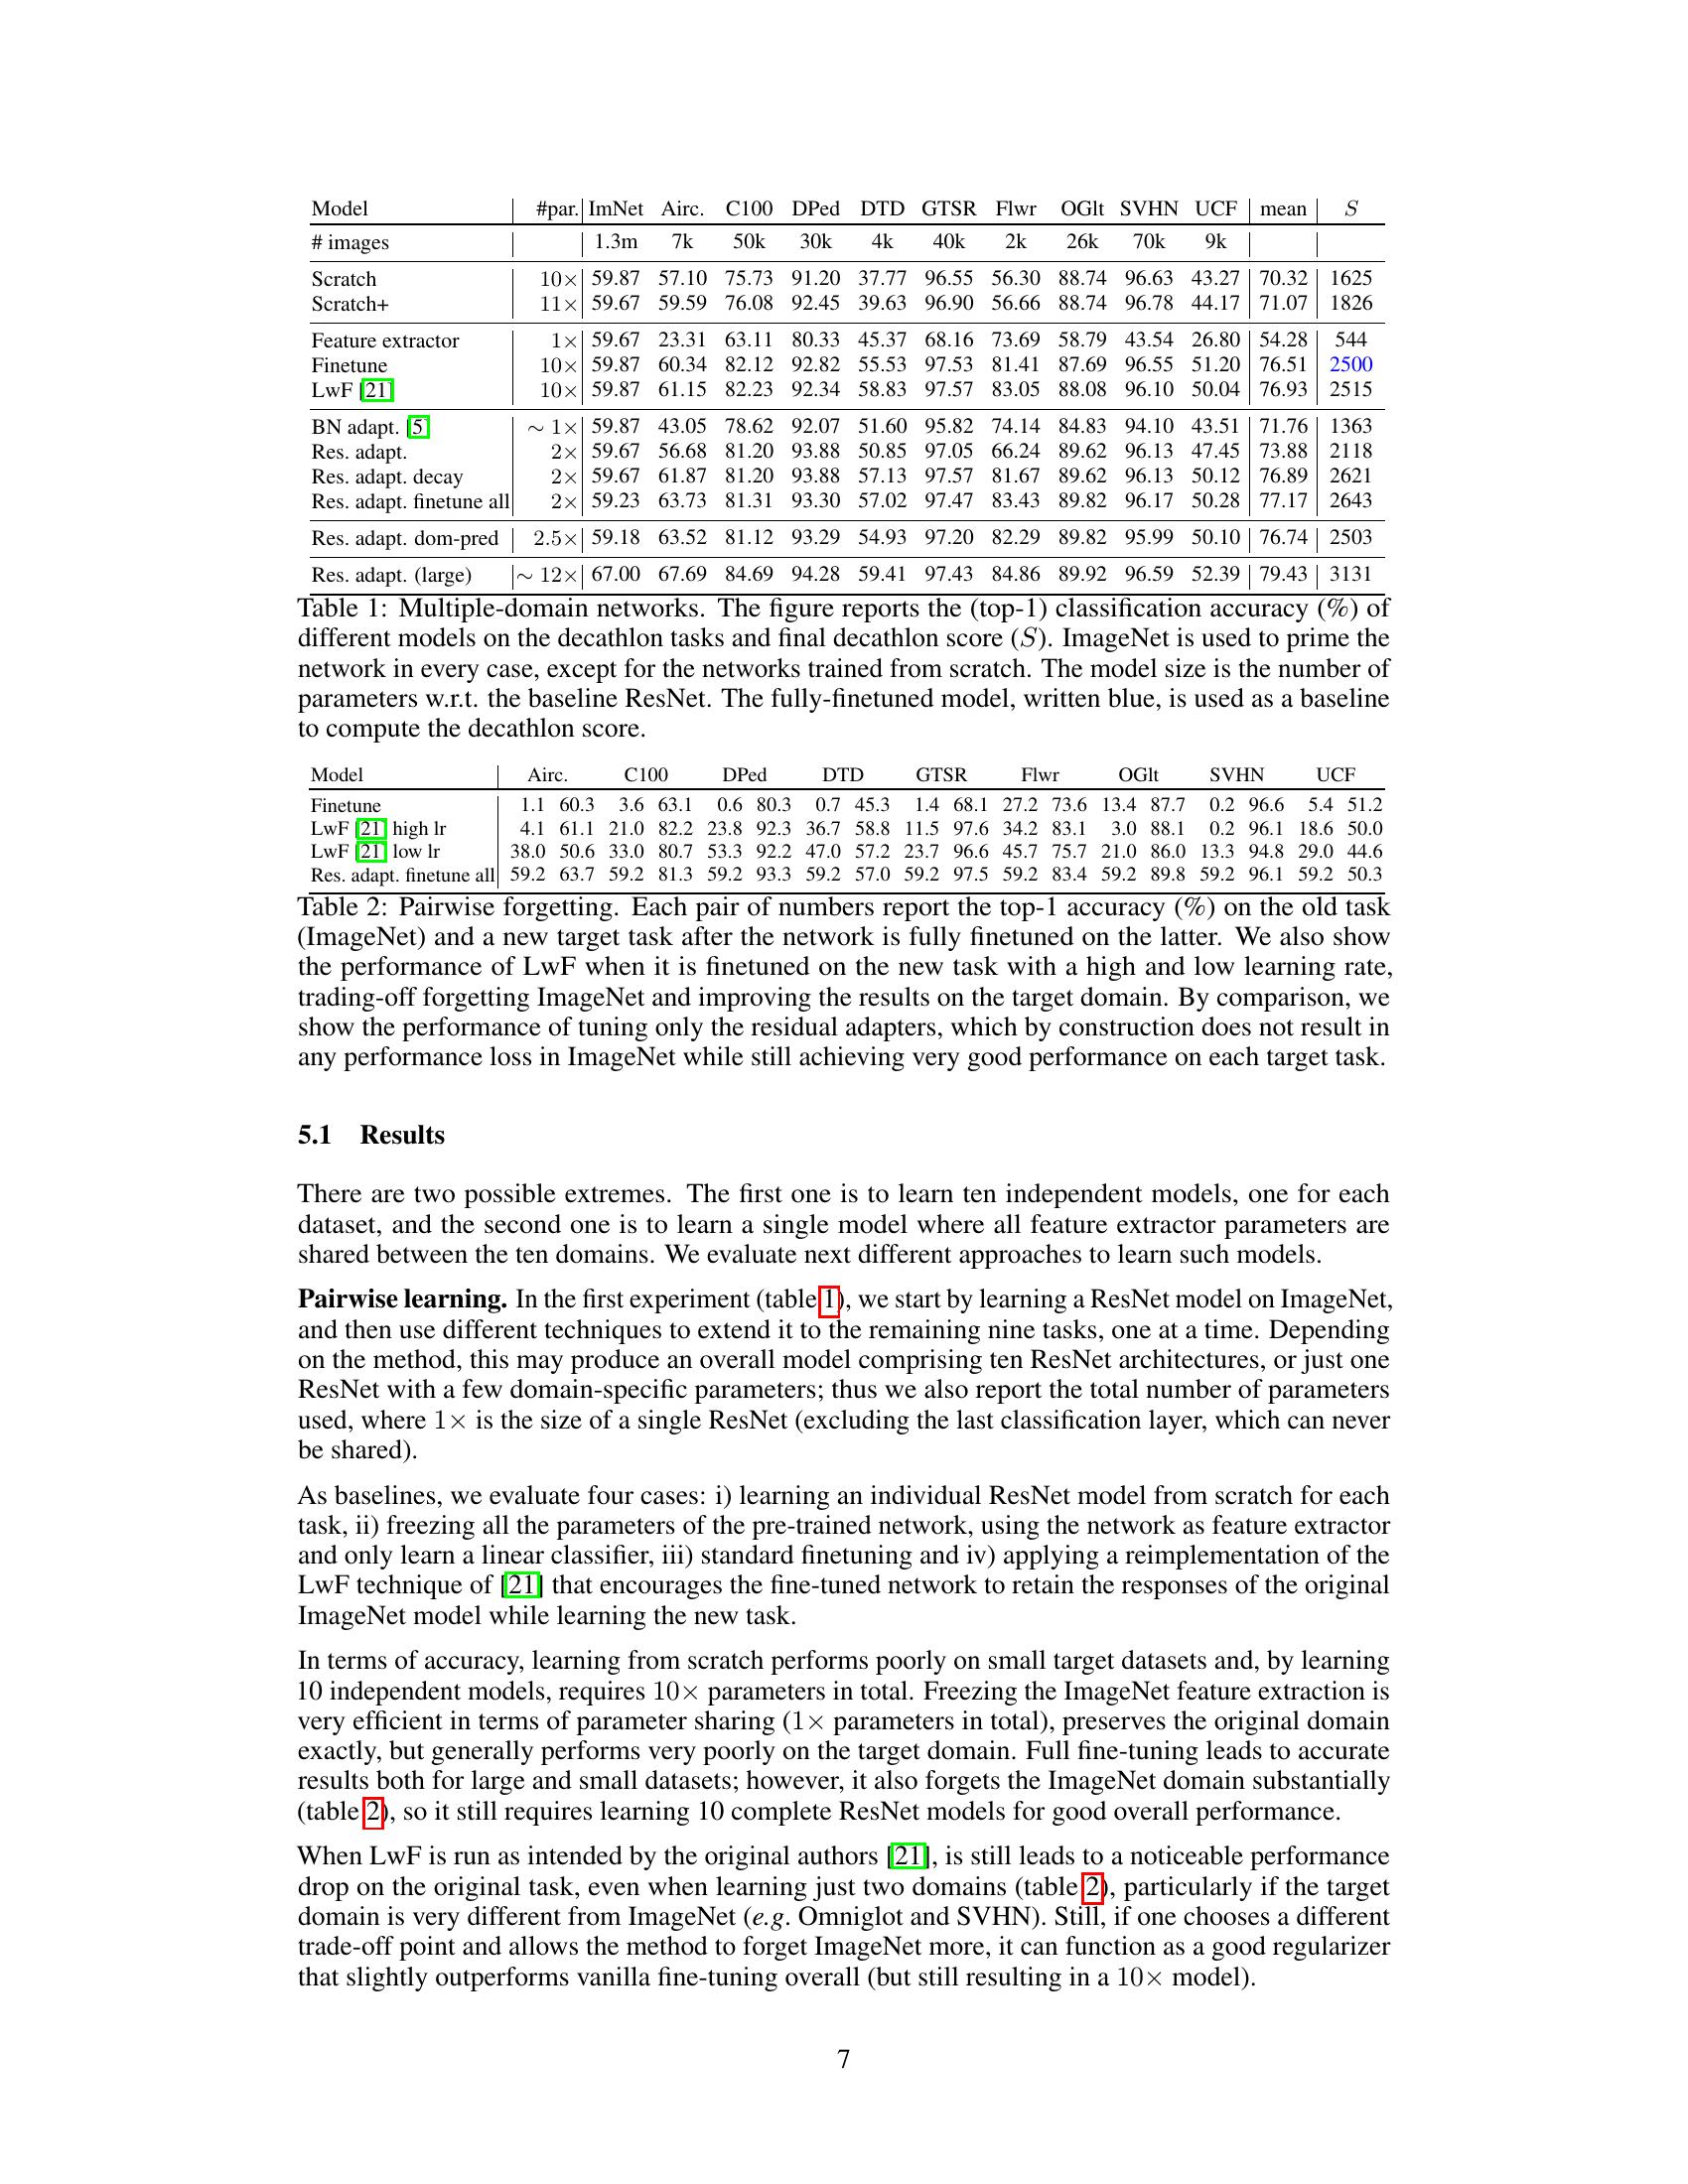 Model #par. ImNet Airc. C100 DPed DTD GTSR Flwr OGlt SVHN UCF mean S
# images 1.3m 7k 50k 30k 4k 40k 2k 26k 70k 9k
Scratch 10× 59.87 57.10 75.73 91.20 37.77 96.55 56.30 88.74 96.63 43.27 70.32 1625
Scratch+ 11× 59.67 59.59 76.08 92.45 39.63 96.90 56.66 88.74 96.78 44.17 71.07 1826
Feature extractor 1× 59.67 23.31 63.11 80.33 45.37 68.16 73.69 58.79 43.54 26.80 54.28 544
Finetune 10× 59.87 60.34 82.12 92.82 55.53 97.53 81.41 87.69 96.55 51.20 76.51 2500
LwF [21] 10× 59.87 61.15 82.23 92.34 58.83 97.57 83.05 88.08 96.10 50.04 76.93 2515
BN adapt. [5] ∼ 1× 59.87 43.05 78.62 92.07 51.60 95.82 74.14 84.83 94.10 43.51 71.76 1363
Res. adapt. 2× 59.67 56.68 81.20 93.88 50.85 97.05 66.24 89.62 96.13 47.45 73.88 2118
Res. adapt. decay 2× 59.67 61.87 81.20 93.88 57.13 97.57 81.67 89.62 96.13 50.12 76.89 2621
Res. adapt. finetune all 2× 59.23 63.73 81.31 93.30 57.02 97.47 83.43 89.82 96.17 50.28 77.17 2643
Res. adapt. dom-pred 2.5× 59.18 63.52 81.12 93.29 54.93 97.20 82.29 89.82 95.99 50.10 76.74 2503
Res. adapt. (large) ∼ 12× 67.00 67.69 84.69 94.28 59.41 97.43 84.86 89.92 96.59 52.39 79.43 3131
Table 1: Multiple-domain networks. The figure reports the (top-1) classification accuracy (%) of
different models on the decathlon tasks and final decathlon score (S). ImageNet is used to prime the
network in every case, except for the networks trained from scratch. The model size is the number of
parameters w.r.t. the baseline ResNet. The fully-finetuned model, written blue, is used as a baseline
to compute the decathlon score.
Model Airc. C100 DPed DTD GTSR Flwr OGlt SVHN UCF
Finetune 1.1 60.3 3.6 63.1 0.6 80.3 0.7 45.3 1.4 68.1 27.2 73.6 13.4 87.7 0.2 96.6 5.4 51.2
LwF [21] high lr 4.1 61.1 21.0 82.2 23.8 92.3 36.7 58.8 11.5 97.6 34.2 83.1 3.0 88.1 0.2 96.1 18.6 50.0
LwF [21] low lr 38.0 50.6 33.0 80.7 53.3 92.2 47.0 57.2 23.7 96.6 45.7 75.7 21.0 86.0 13.3 94.8 29.0 44.6
Res. adapt. finetune all 59.2 63.7 59.2 81.3 59.2 93.3 59.2 57.0 59.2 97.5 59.2 83.4 59.2 89.8 59.2 96.1 59.2 50.3
Table 2: Pairwise forgetting. Each pair of numbers report the top-1 accuracy (%) on the old task
(ImageNet) and a new target task after the network is fully finetuned on the latter. We also show
the performance of LwF when it is finetuned on the new task with a high and low learning rate,
trading-off forgetting ImageNet and improving the results on the target domain. By comparison, we
show the performance of tuning only the residual adapters, which by construction does not result in
any performance loss in ImageNet while still achieving very good performance on each target task.
5.1 Results
There are two possible extremes. The first one is to learn ten independent models, one for each
dataset, and the second one is to learn a single model where all feature extractor parameters are
shared between the ten domains. We evaluate next different approaches to learn such models.
Pairwise learning. In the first experiment (table 1), we start by learning a ResNet model on ImageNet,
and then use different techniques to extend it to the remaining nine tasks, one at a time. Depending
on the method, this may produce an overall model comprising ten ResNet architectures, or just one
ResNet with a few domain-specific parameters; thus we also report the total number of parameters
used, where 1× is the size of a single ResNet (excluding the last classification layer, which can never
be shared).
As baselines, we evaluate four cases: i) learning an individual ResNet model from scratch for each
task, ii) freezing all the parameters of the pre-trained network, using the network as feature extractor
and only learn a linear classifier, iii) standard finetuning and iv) applying a reimplementation of the
LwF technique of [21] that encourages the fine-tuned network to retain the responses of the original
ImageNet model while learning the new task.
In terms of accuracy, learning from scratch performs poorly on small target datasets and, by learning
10 independent models, requires 10× parameters in total. Freezing the ImageNet feature extraction is
very efficient in terms of parameter sharing (1× parameters in total), preserves the original domain
exactly, but generally performs very poorly on the target domain. Full fine-tuning leads to accurate
results both for large and small datasets; however, it also forgets the ImageNet domain substantially
(table 2), so it still requires learning 10 complete ResNet models for good overall performance.
When LwF is run as intended by the original authors [21], is still leads to a noticeable performance
drop on the original task, even when learning just two domains (table 2), particularly if the target
domain is very different from ImageNet (e.g. Omniglot and SVHN). Still, if one chooses a different
trade-off point and allows the method to forget ImageNet more, it can function as a good regularizer
that slightly outperforms vanilla fine-tuning overall (but still resulting in a 10× model).
7